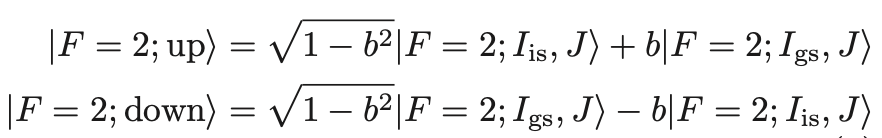 |F = 2; up⟩ = √(1 − b²)|F = 2; I_is, J⟩ + b|F = 2; I_gs, J⟩
|F = 2; down⟩ = √(1 − b²)|F = 2; I_gs, J⟩ − b|F = 2; I_is, J⟩